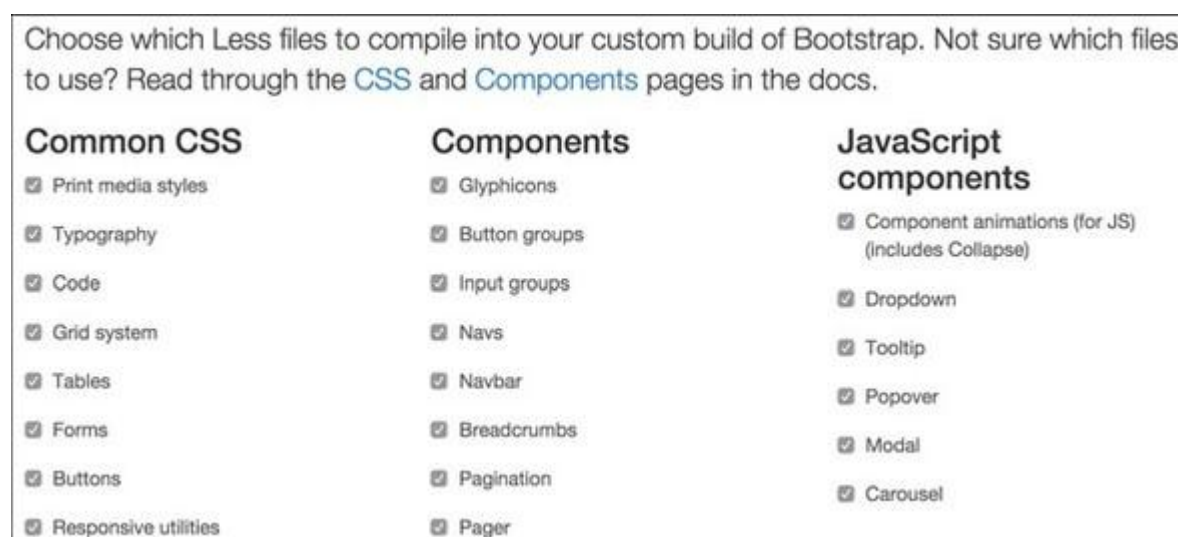 Choose which Less files to compile into your custom build of Bootstrap. Not sure which files
to use? Read through the CSS and Components pages in the docs.
Common CSS
Print media styles
Typography
Code
Grid system
Tables
Forms
Buttons
Responsive utilities
Components
Glyphicons
Button groups
Input groups
Navs
Navbar
Breadcrumbs
Pagination
Pager
JavaScript
components
Component animations (for JS)
(includes Collapse)
Dropdown
Tooltip
Popover
Modal
Carousel